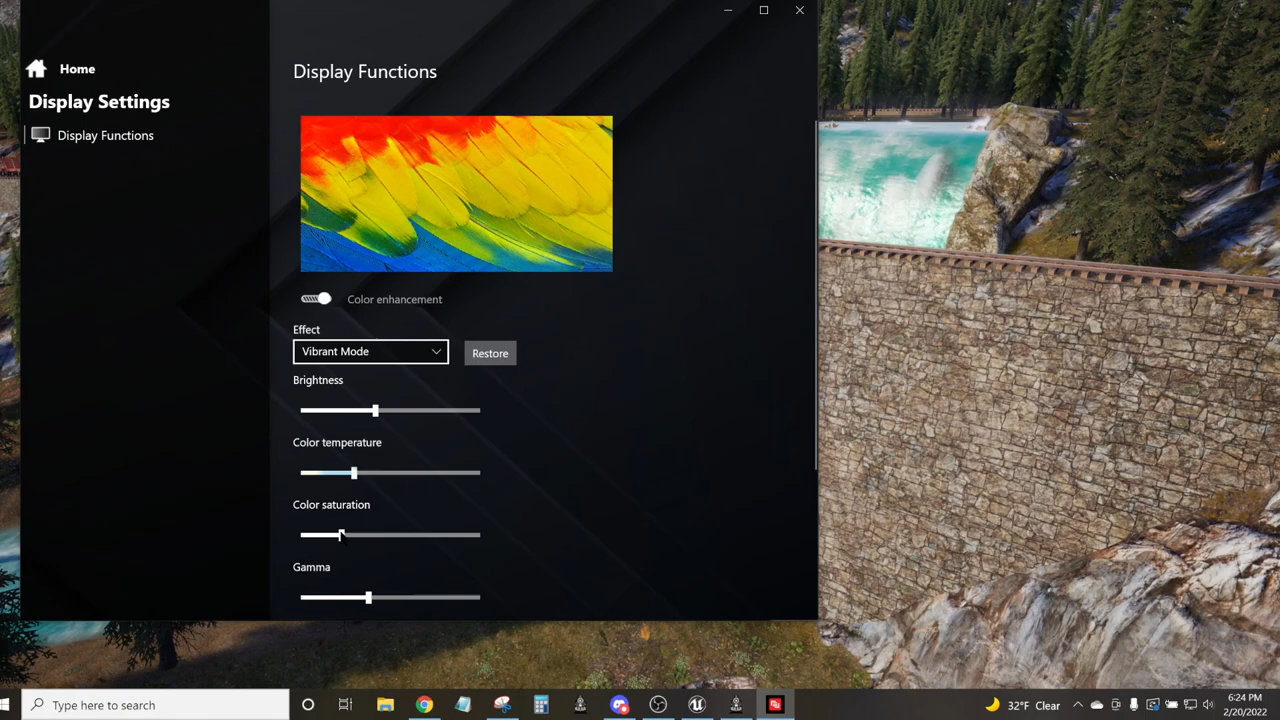 Home
Display Settings
Display Functions
Display Functions
Color enhancement
Effect
Vibrant Mode
Restore
Brightness
Color temperature
Color saturation
Gamma
Type here to search
32°F Clear
6:24 PM
2/20/2022